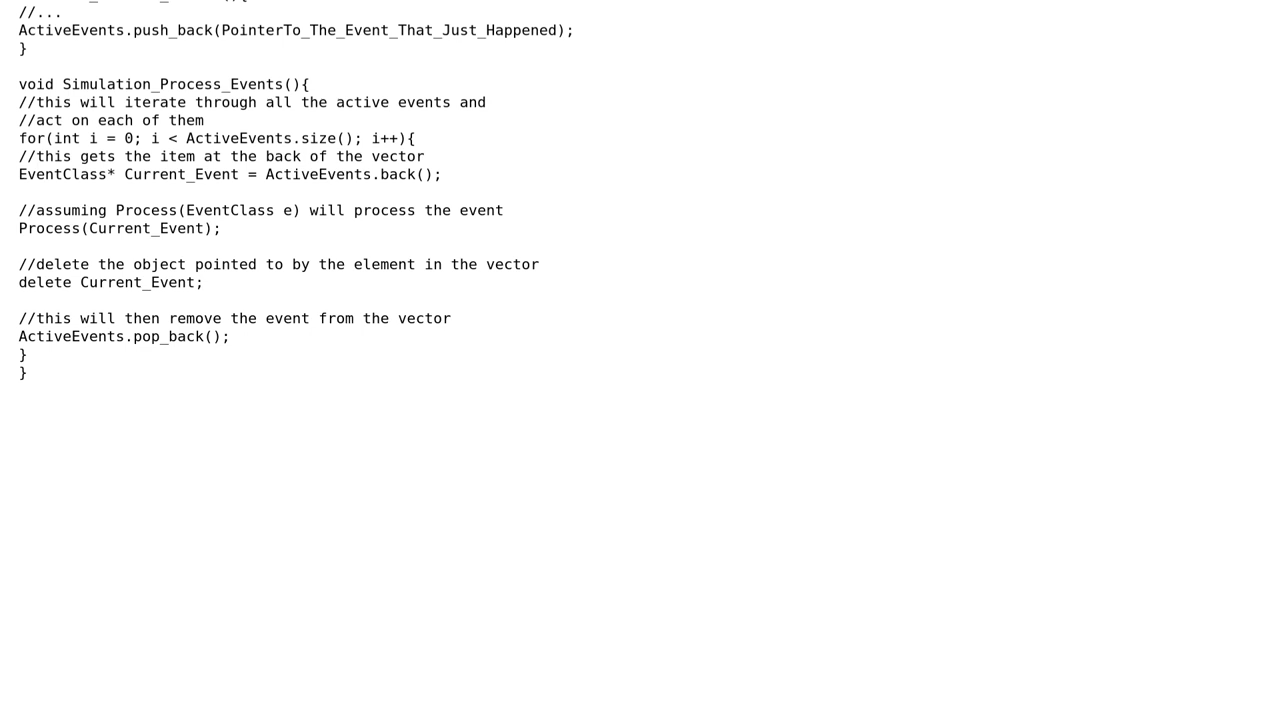 //...
ActiveEvents.push_back(PointerTo_The_Event_That_Just_Happened);
}
void Simulation_Process_Events(){
//this will iterate through all the active events and
//act on each of them
for(int i = 0; i < ActiveEvents.size(); i++){
//this gets the item at the back of the vector
EventClass* Current_Event = ActiveEvents.back();
//assuming Process(EventClass e) will process the event
Process(Current_Event);
//delete the object pointed to by the element in the vector
delete Current_Event;
//this will then remove the event from the vector
ActiveEvents.pop_back();
}
}